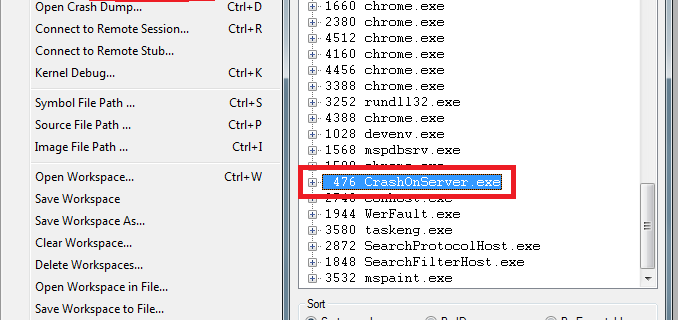 Open Crash Dump... Ctrl+D
Connect to Remote Session... Ctrl+R
Connect to Remote Stub...
Kernel Debug... Ctrl+K
Symbol File Path ... Ctrl+S
Source File Path ... Ctrl+P
Image File Path ... Ctrl+I
Open Workspace... Ctrl+W
Save Workspace
Save Workspace As...
Clear Workspace...
Delete Workspaces...
Open Workspace in File...
Save Workspace to File...
1660 chrome.exe
2380 chrome.exe
4512 chrome.exe
4160 chrome.exe
4456 chrome.exe
3388 chrome.exe
3252 rundll32.exe
4388 chrome.exe
1028 devenv.exe
1568 mspdbsrv.exe
476 CrashOnServer.exe
1944 WerFault.exe
3580 taskeng.exe
2872 SearchProtocolHost.exe
1848 SearchFilterHost.exe
3532 mspaint.exe
Sort